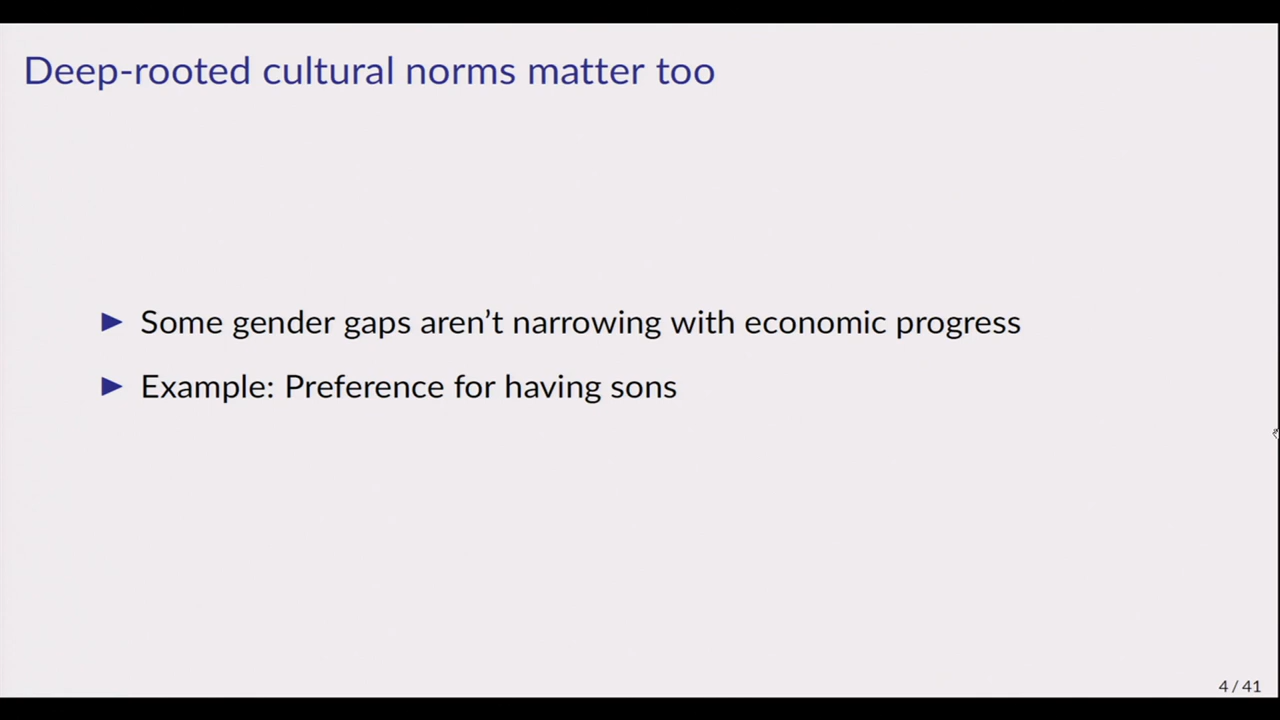 Deep-rooted cultural norms matter too
▶ Some gender gaps aren’t narrowing with economic progress
▶ Example: Preference for having sons
4 / 41